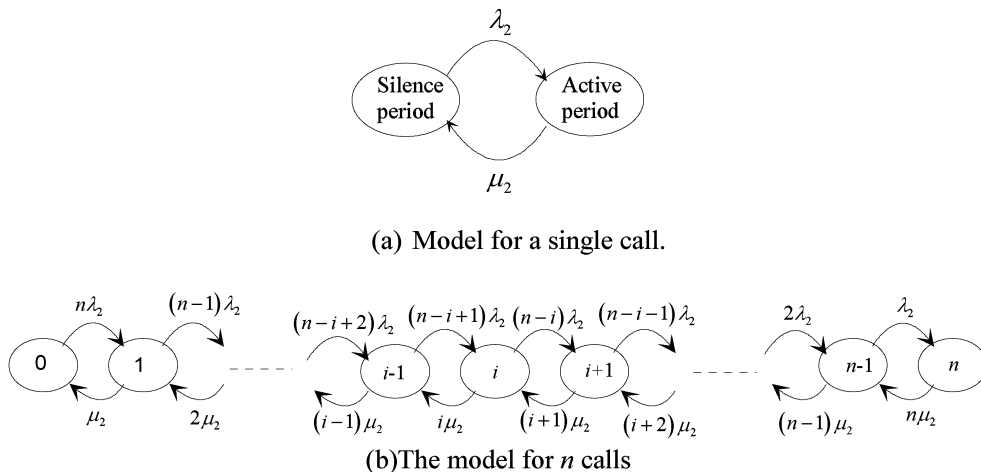 λ₂
Silence period
Active period
μ₂
(a) Model for a single call.
nλ₂
(n−1)λ₂
(n−i+2)λ₂
(n−i+1)λ₂
(n−i)λ₂
(n−i−1)λ₂
2λ₂
λ₂
0
1
i-1
i
i+1
n-1
n
μ₂
2μ₂
(i−1)μ₂
iμ₂
(i+1)μ₂
(i+2)μ₂
(n−1)μ₂
nμ₂
(b)The model for n calls